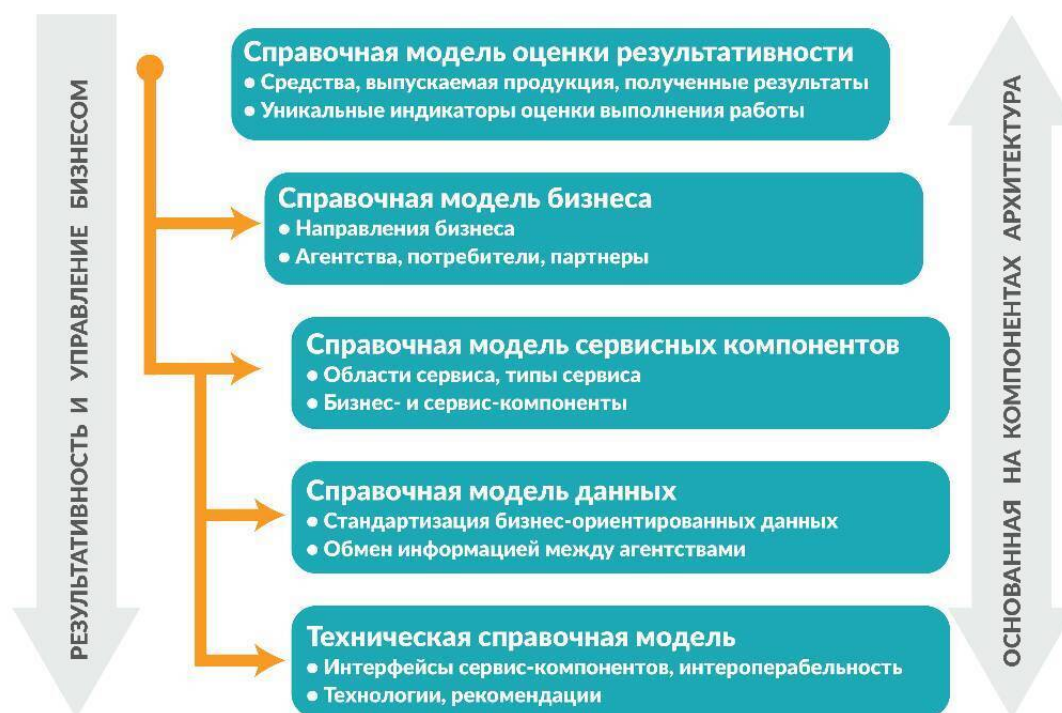 РЕЗУЛЬТАТИВНОСТЬ И УПРАВЛЕНИЕ БИЗНЕСОМ
Справочная модель оценки результативности
• Средства, выпускаемая продукция, полученные результаты
• Уникальные индикаторы оценки выполнения работы
Справочная модель бизнеса
• Направления бизнеса
• Агентства, потребители, партнеры
Справочная модель сервисных компонентов
• Области сервиса, типы сервиса
• Бизнес- и сервис-компоненты
Справочная модель данных
• Стандартизация бизнес-ориентированных данных
• Обмен информацией между агентствами
Техническая справочная модель
• Интерфейсы сервис-компонентов, интероперабельность
• Технологии, рекомендации
ОСНОВАННАЯ НА КОМПОНЕНТАХ АРХИТЕКТУРА